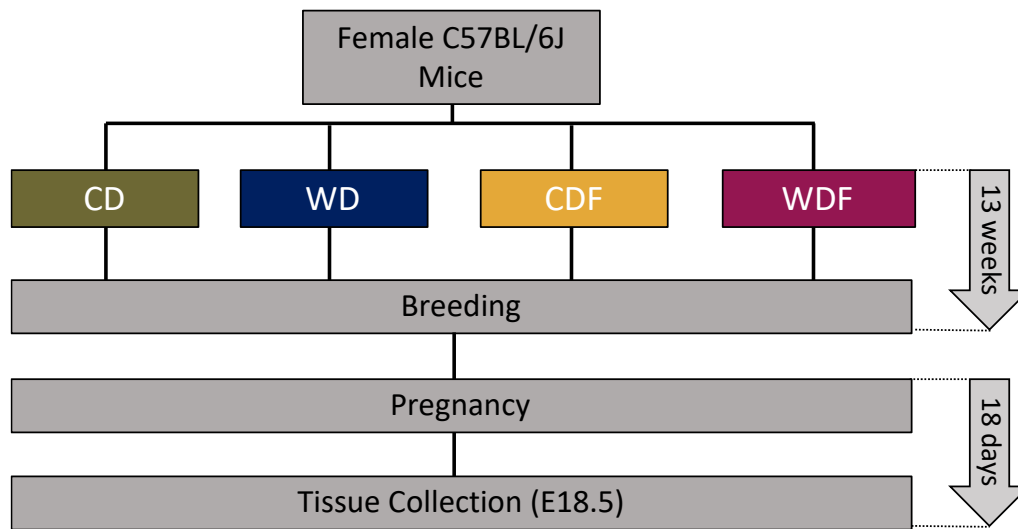 Female C57BL/6J
Mice
CD
WD
CDF
WDF
13 weeks
Breeding
Pregnancy
18 days
Tissue Collection (E18.5)